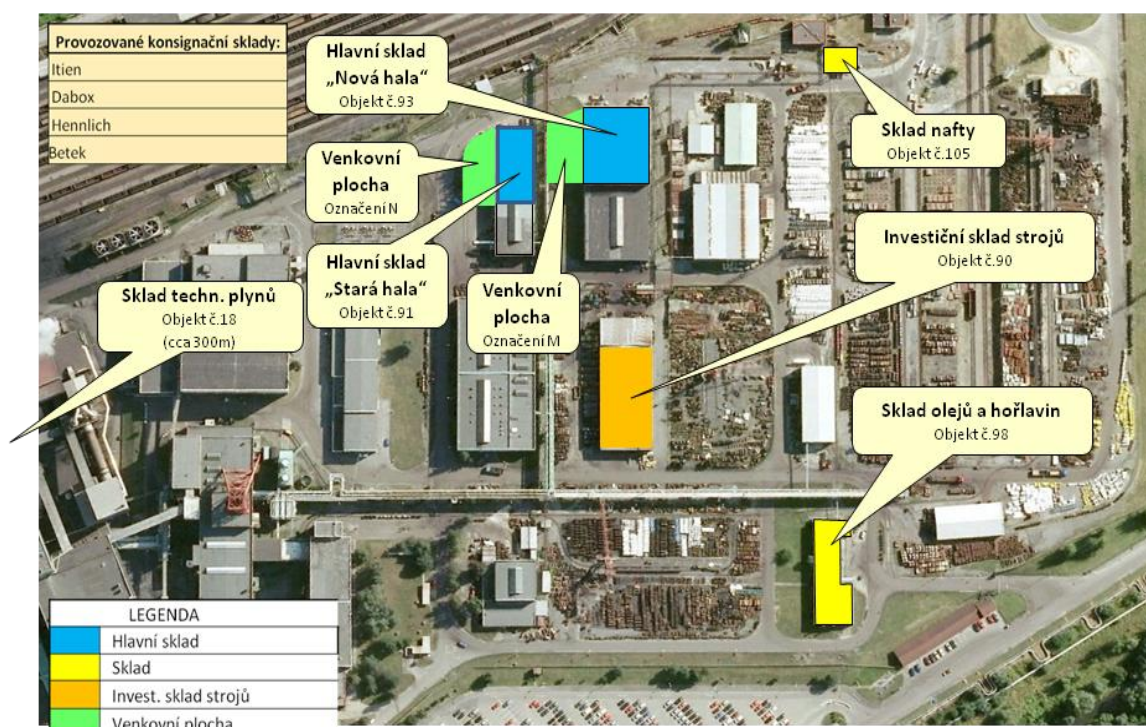 Provozované konsignační sklady:
Itien
Dabox
Hennlich
Betek
Hlavní sklad
„Nová hala“
Objekt č.93
Sklad nafty
Objekt č.105
Venkovní
plocha
Označení N
Investiční sklad strojů
Objekt č.90
Hlavní sklad
„Stará hala“
Objekt č.91
Venkovní
plocha
Označení M
Sklad techn. plynů
Objekt č.18
(cca 300m)
Sklad olejů a hořlavin
Objekt č.98
LEGENDA
Hlavní sklad
Sklad
Invest. sklad strojů
Venkovní plocha